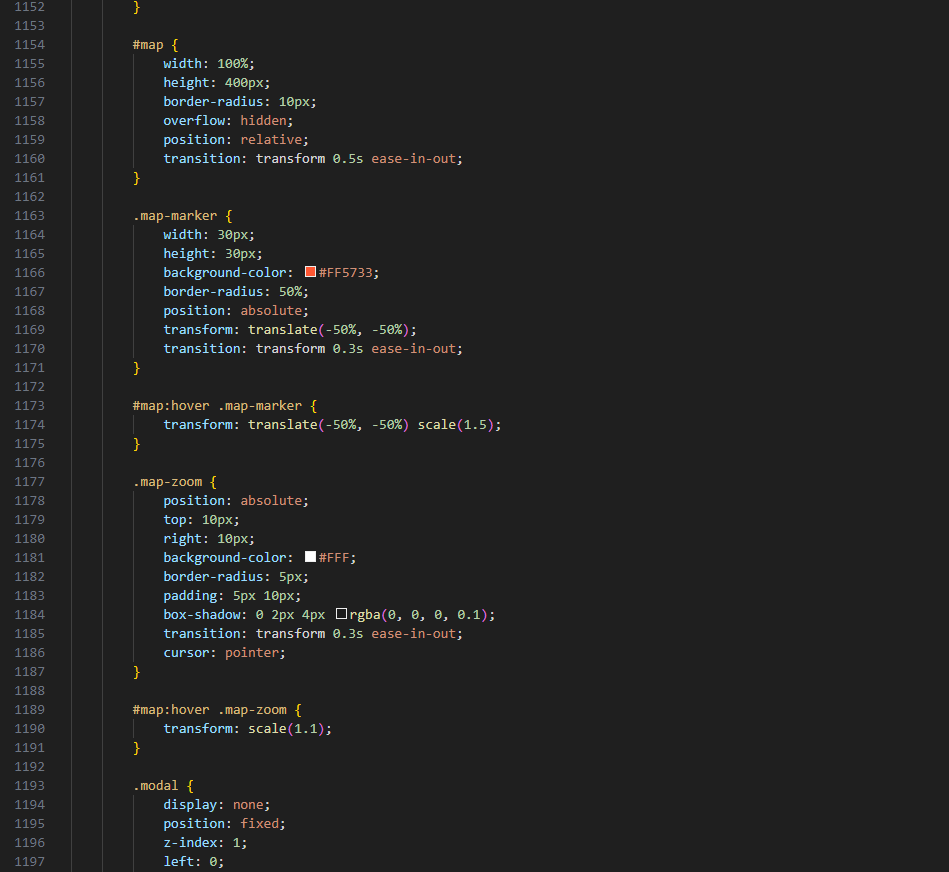 1152 }
1153
1154 #map {
1155 width: 100%;
1156 height: 400px;
1157 border-radius: 10px;
1158 overflow: hidden;
1159 position: relative;
1160 transition: transform 0.5s ease-in-out;
1161 }
1162
1163 .map-marker {
1164 width: 30px;
1165 height: 30px;
1166 background-color: #FF5733;
1167 border-radius: 50%;
1168 position: absolute;
1169 transform: translate(-50%, -50%);
1170 transition: transform 0.3s ease-in-out;
1171 }
1172
1173 #map:hover .map-marker {
1174 transform: translate(-50%, -50%) scale(1.5);
1175 }
1176
1177 .map-zoom {
1178 position: absolute;
1179 top: 10px;
1180 right: 10px;
1181 background-color: #FFF;
1182 border-radius: 5px;
1183 padding: 5px 10px;
1184 box-shadow: 0 2px 4px rgba(0, 0, 0, 0.1);
1185 transition: transform 0.3s ease-in-out;
1186 cursor: pointer;
1187 }
1188
1189 #map:hover .map-zoom {
1190 transform: scale(1.1);
1191 }
1192
1193 .modal {
1194 display: none;
1195 position: fixed;
1196 z-index: 1;
1197 left: 0;